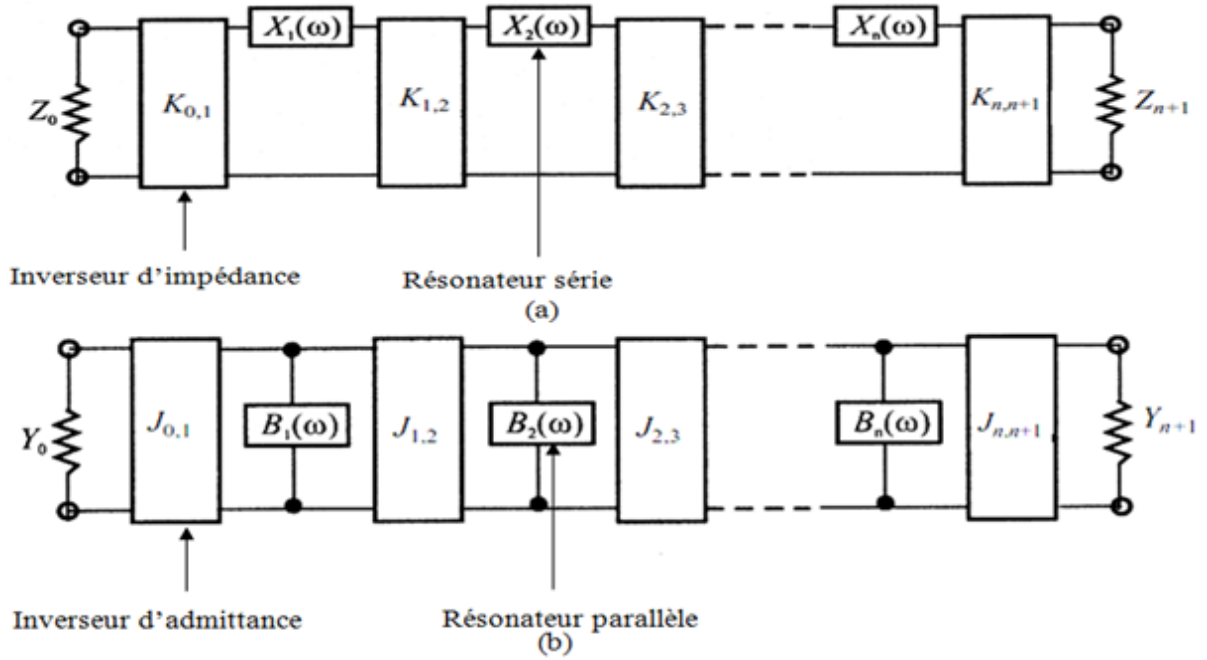 X₁(ω) X₂(ω) Xₙ(ω)
Z₀ K₀,₁ K₁,₂ K₂,₃ Kₙ,ₙ₊₁ Zₙ₊₁
Inverseur d'impédance Résonateur série
(a)
Y₀ J₀,₁ B₁(ω) J₁,₂ B₂(ω) J₂,₃ Bₙ(ω) Jₙ,ₙ₊₁ Yₙ₊₁
Inverseur d'admittance Résonateur parallèle
(b)